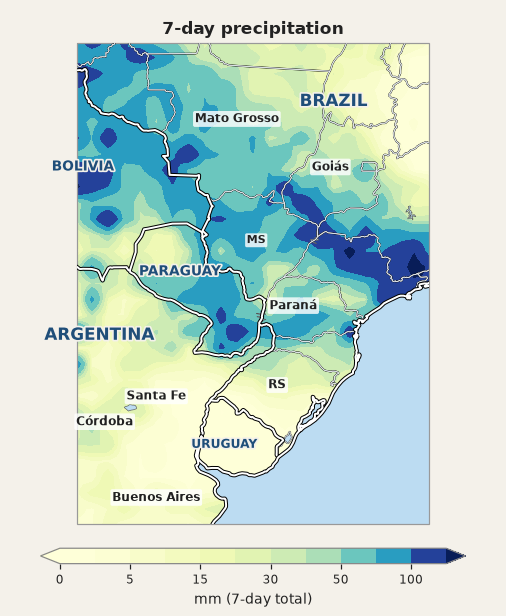 7-day precipitation
BRAZIL
Mato Grosso
BOLIVIA
Goiás
MS
PARAGUAY
Paraná
ARGENTINA
RS
Santa Fe
Córdoba
URUGUAY
Buenos Aires
0 5 15 30 50 100
mm (7-day total)